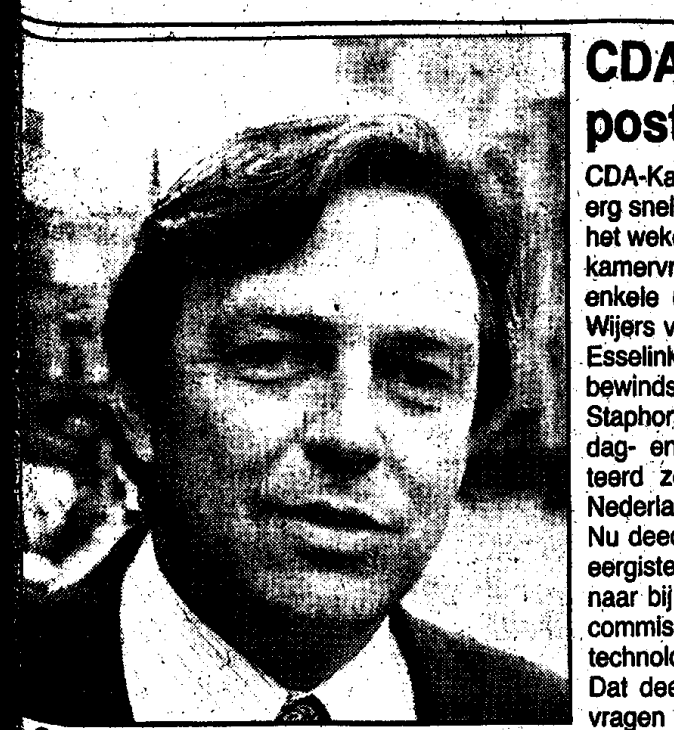 CDA
post
CDA-Ka
erg snel
het weke
kamervr
enkele
Wijers v
Esselink
bewinds
Staphor
dag- en
teerd ze
Nederla
Nu deed
eergiste
naar bij
commis
technolo
Dat dee
vragen